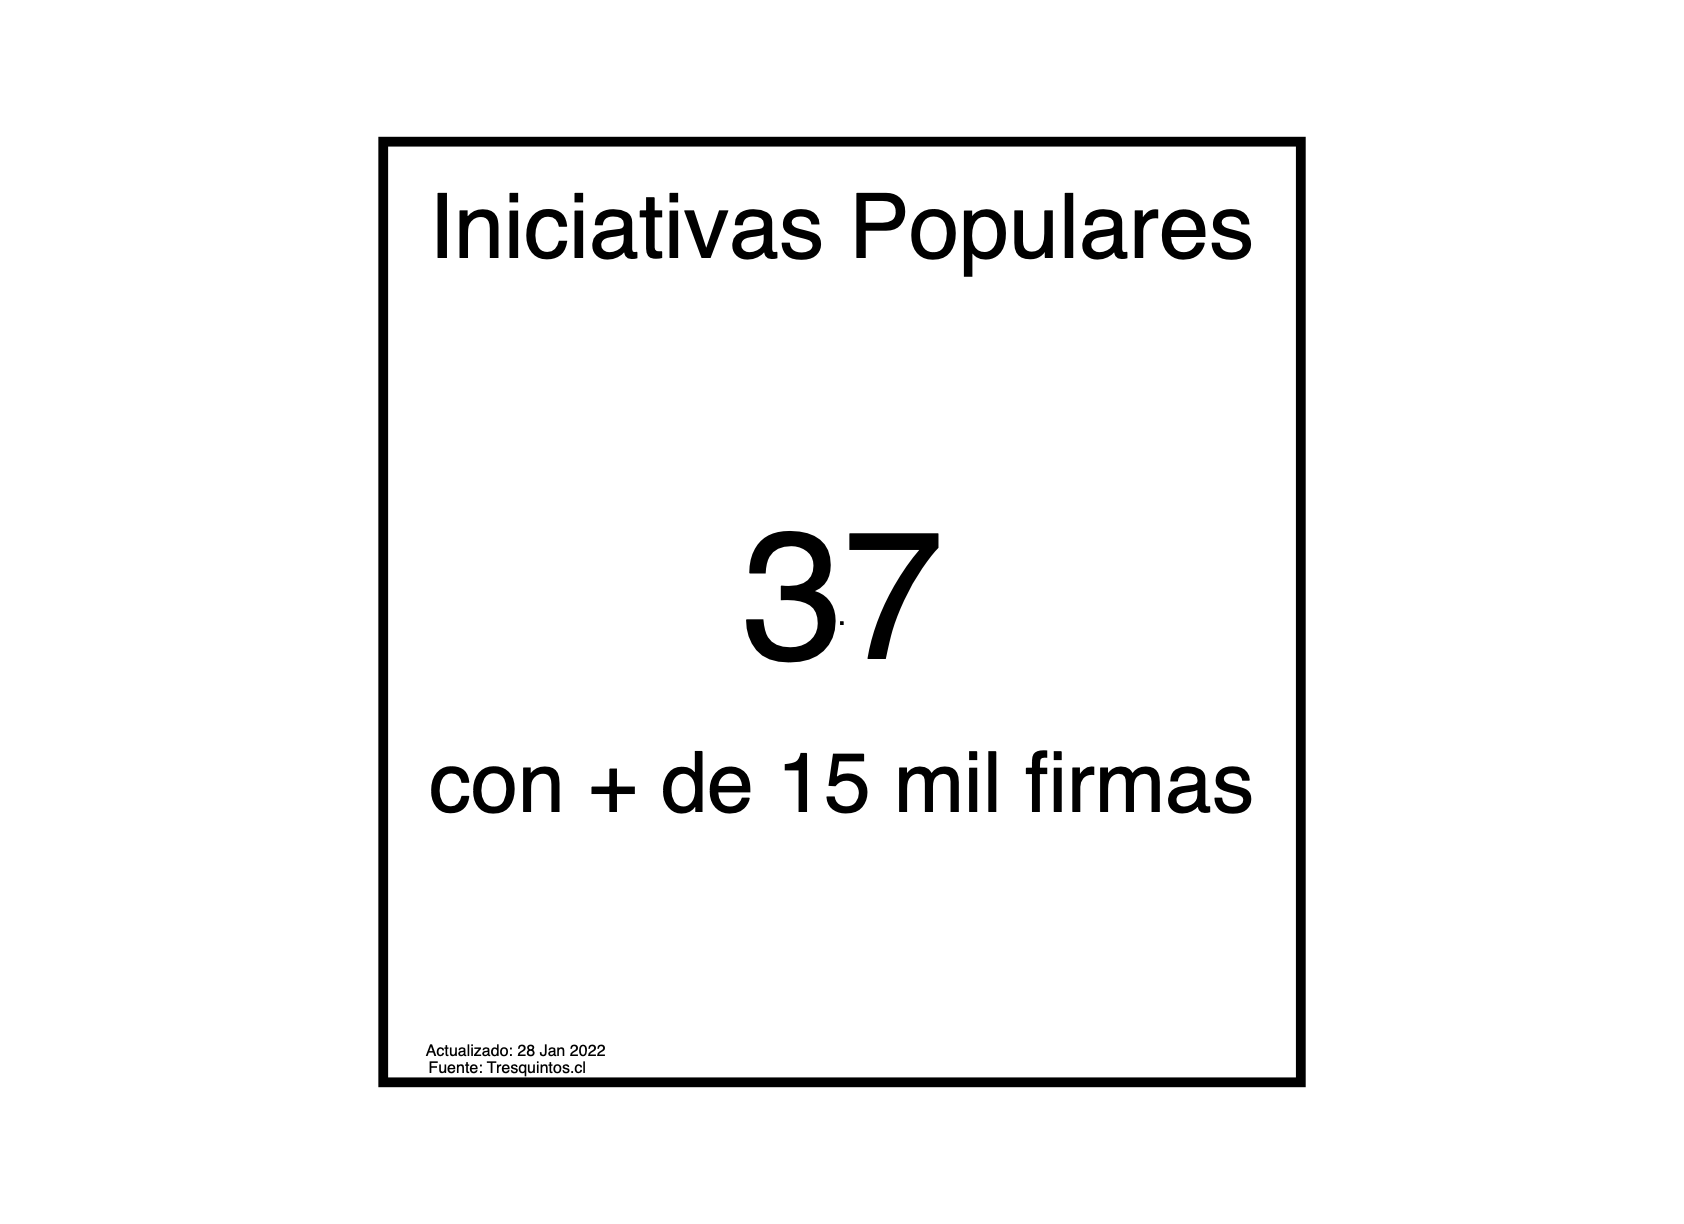 Iniciativas Populares
37
con + de 15 mil firmas
Actualizado: 28 Jan 2022
Fuente: Tresquintos.cl